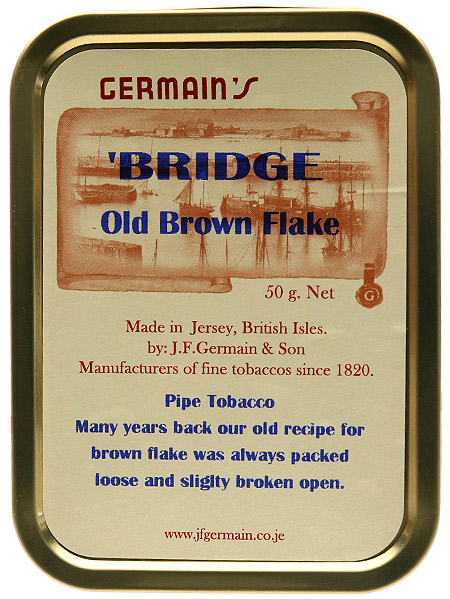 GERMAIN'S
'BRIDGE
Old Brown Flake
50 g. Net
G
Made in Jersey, British Isles.
by: J.F.Germain & Son
Manufacturers of fine tobaccos since 1820.
Pipe Tobacco
Many years back our old recipe for
brown flake was always packed
loose and sliglty broken open.
www.jfgermain.co.je